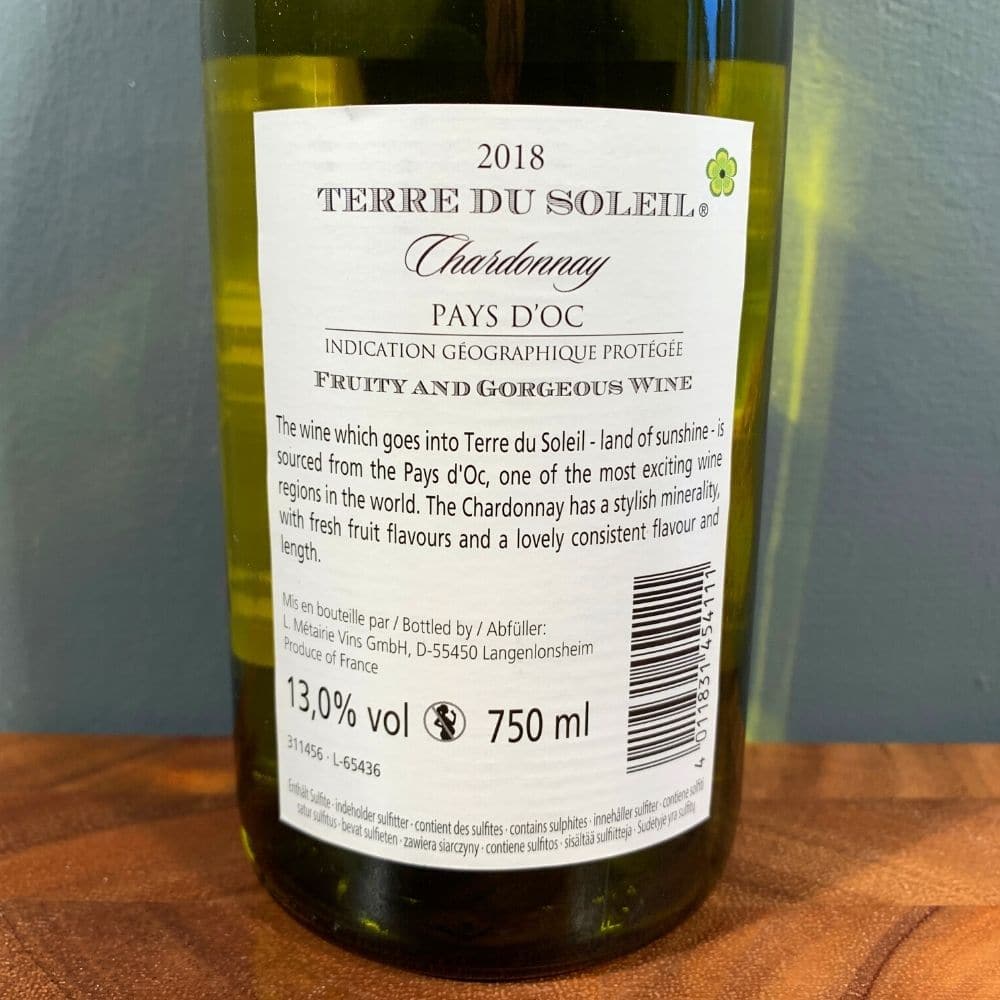 2018
TERRE DU SOLEIL®
Chardonnay
PAYS D'OC
INDICATION GÉOGRAPHIQUE PROTÉGÉE
FRUITY AND GORGEOUS WINE
The wine which goes into Terre du Soleil - land of sunshine - is
sourced from the Pays d'Oc, one of the most exciting wine
regions in the world. The Chardonnay has a stylish minerality,
with fresh fruit flavours and a lovely consistent flavour and
length.
Mis en bouteille par / Bottled by / Abfüller:
L. Métairie Vins GmbH, D-55450 Langenlonsheim
Produce of France
13,0% vol 750 ml
311456 · L-65436
4 011831 454111
Enthält Sulfite · indeholder sulfitter · contient des sulfites · contains sulphites · innehåller sulfiter · contiene solfiti
satur sulfitus · bevat sulfieten · zawiera siarczyny · contiene sulfitos · sisältää sulfiitteja · Sudėtyje yra sulfitų